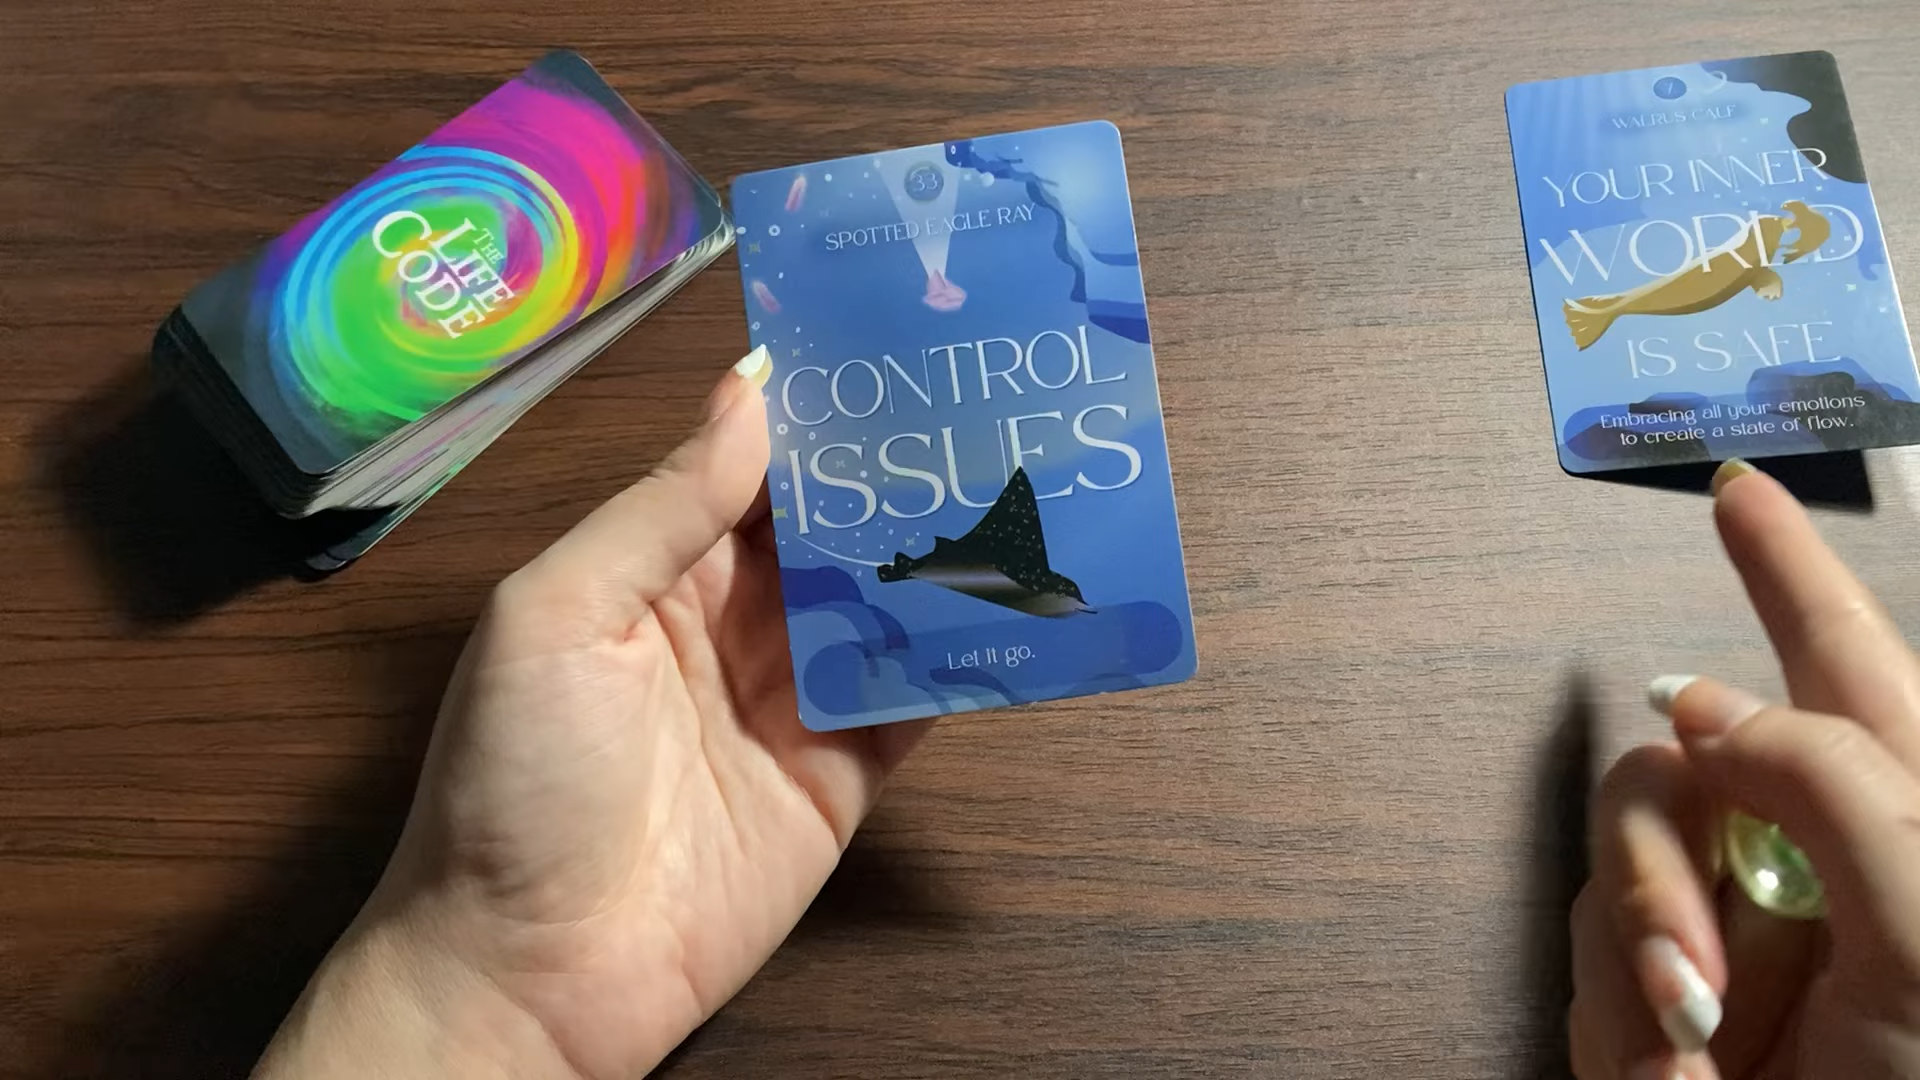 THE
LIFE
CODE
33
SPOTTED EAGLE RAY
CONTROL
ISSUES
Let it go.
WALRUS CALF
YOUR INNER
WORLD
IS SAFE
Embracing all your emotions
to create a state of flow.